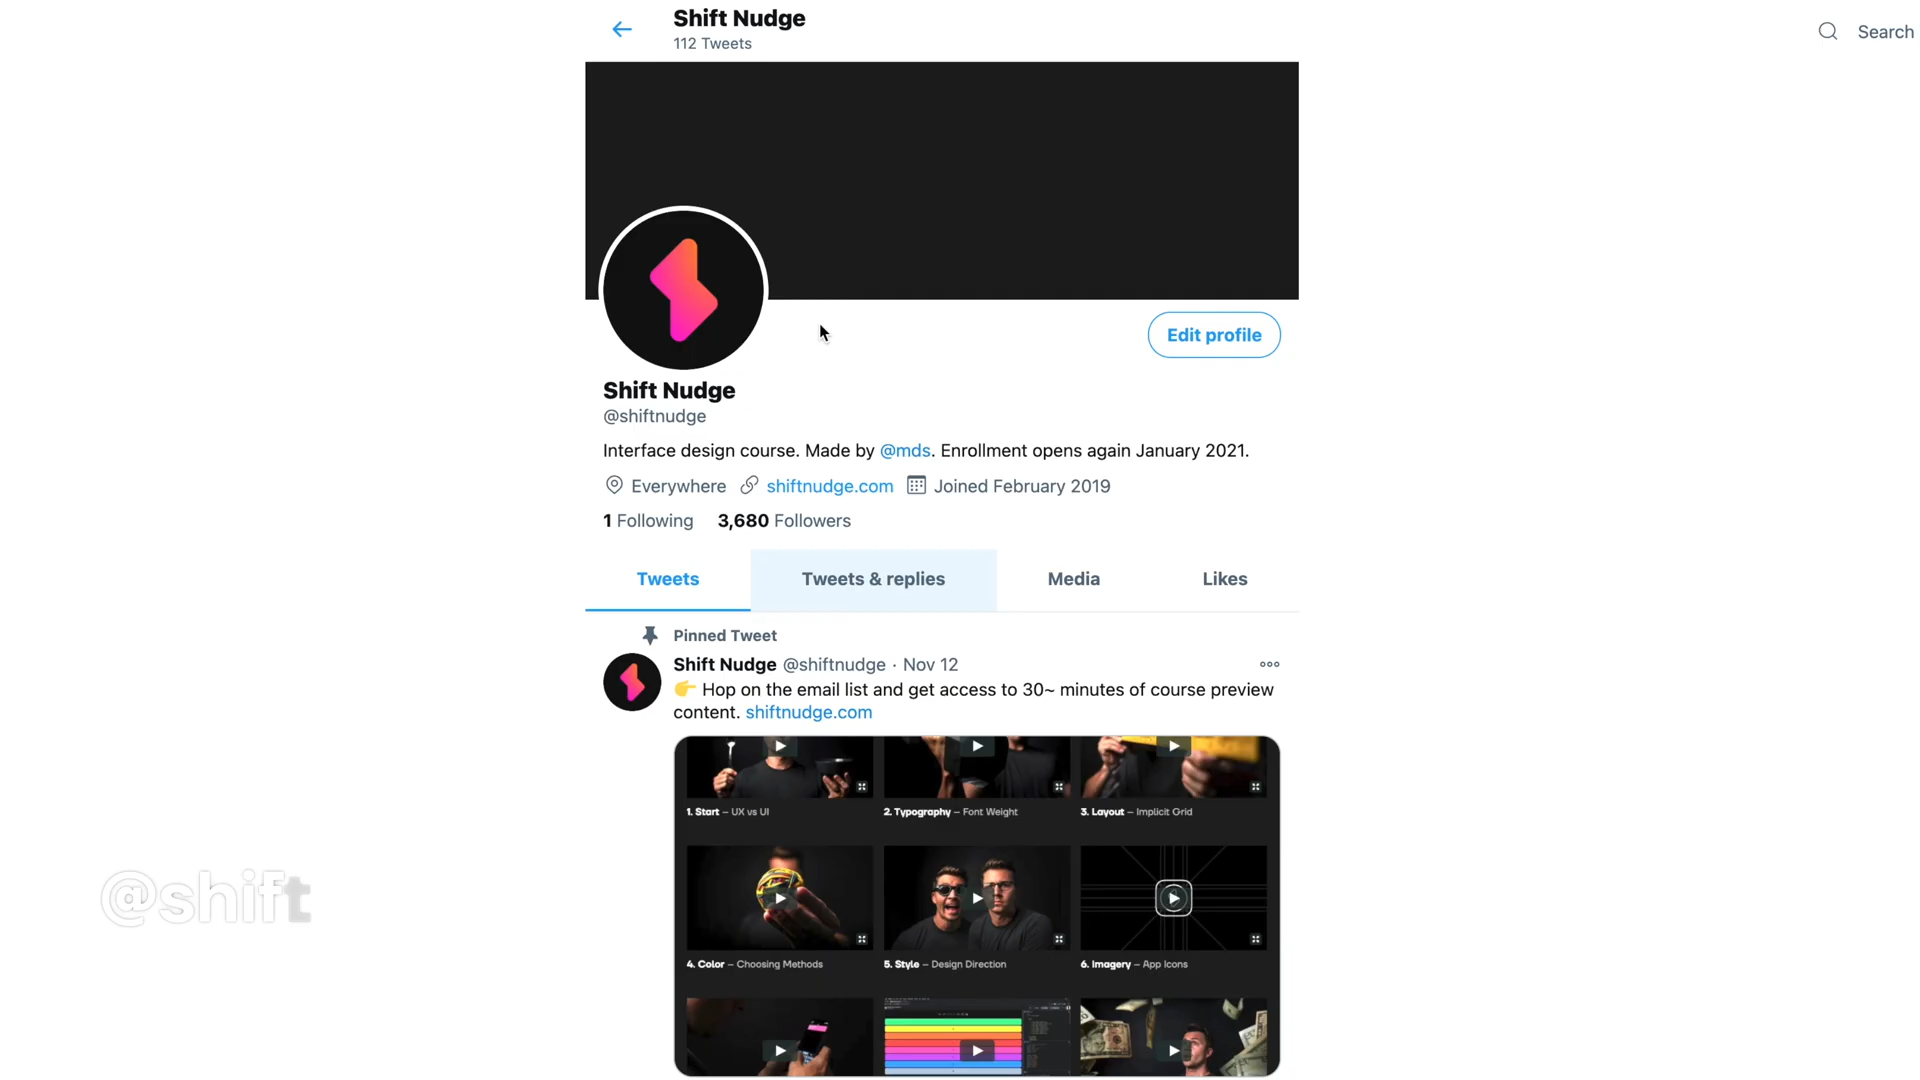 Shift Nudge
112 Tweets
Search
Edit profile
Shift Nudge
@shiftnudge
Interface design course. Made by @mds. Enrollment opens again January 2021.
Everywhere shiftnudge.com Joined February 2019
1 Following 3,680 Followers
Tweets Tweets & replies Media Likes
Pinned Tweet
Shift Nudge @shiftnudge · Nov 12
👉 Hop on the email list and get access to 30~ minutes of course preview
content. shiftnudge.com
1. Start – UX vs UI
2. Typography – Font Weight
3. Layout – Implicit Grid
@shift
4. Color – Choosing Methods
5. Style – Design Direction
6. Imagery – App Icons